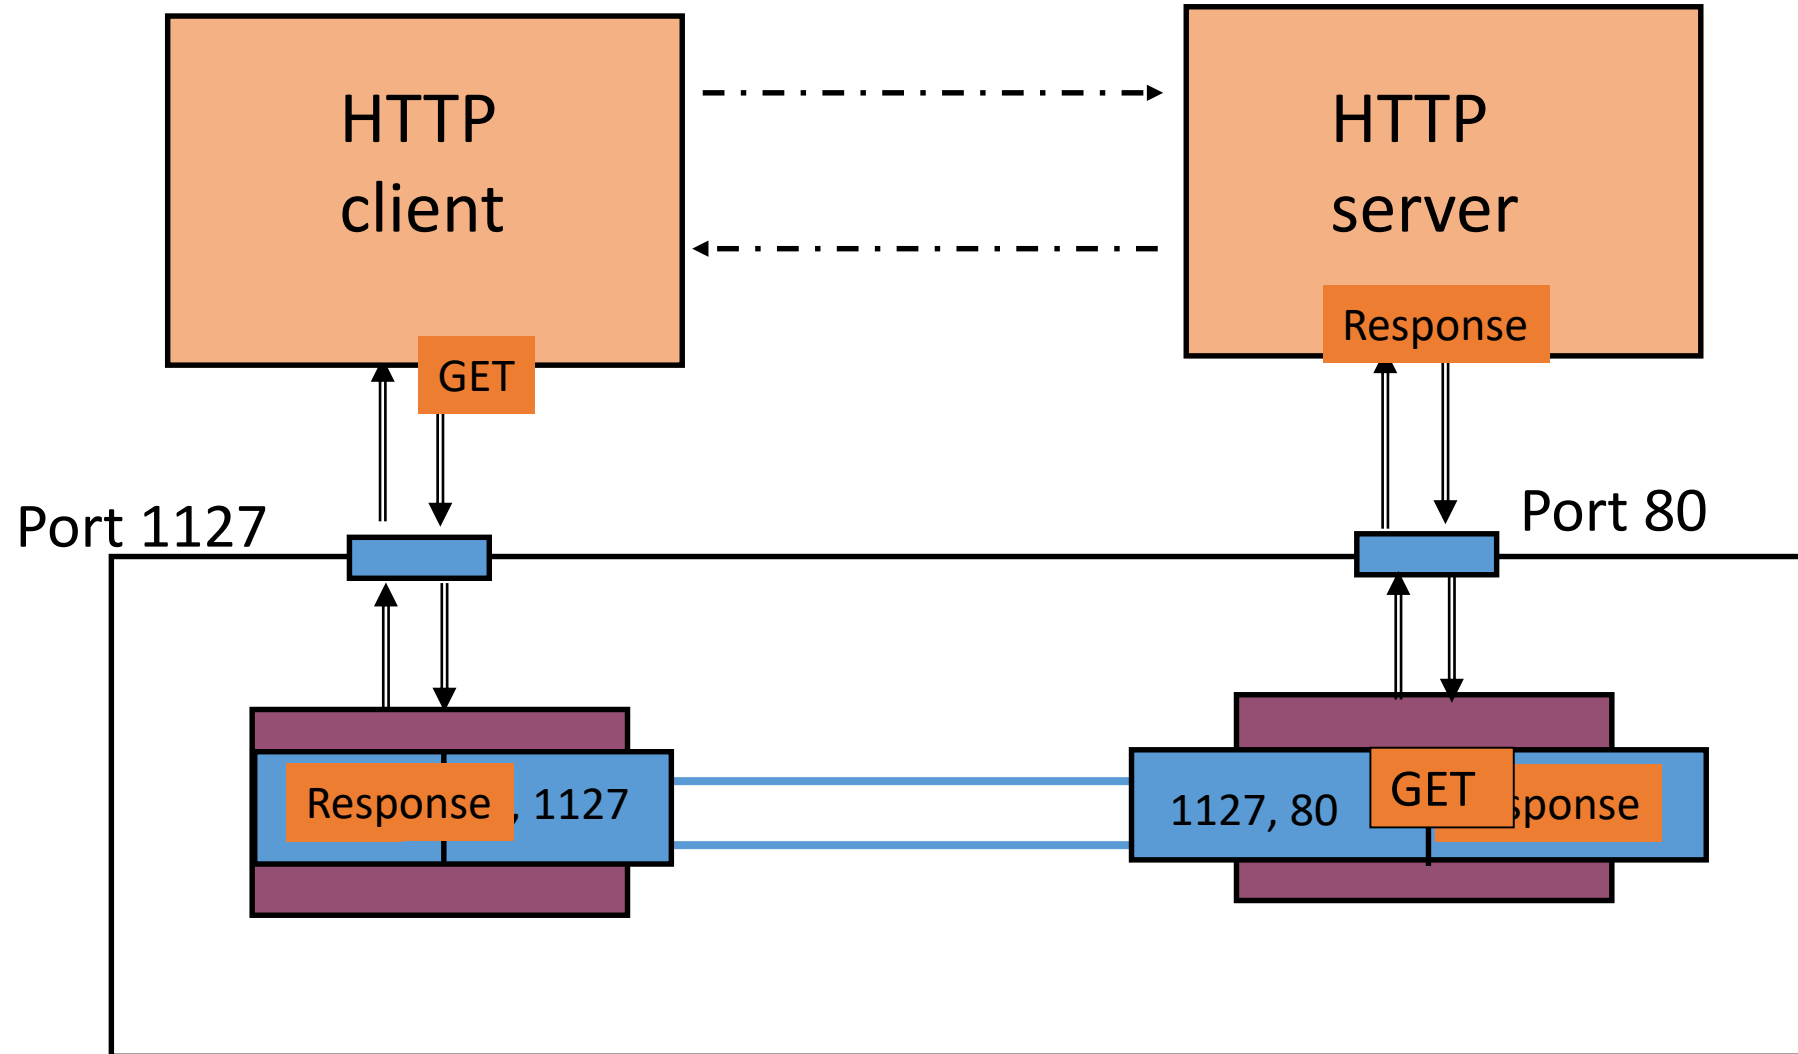 HTTP
client
HTTP
server
Response
GET
Port 1127
Port 80
Response , 1127
1127, 80
GET
sponse